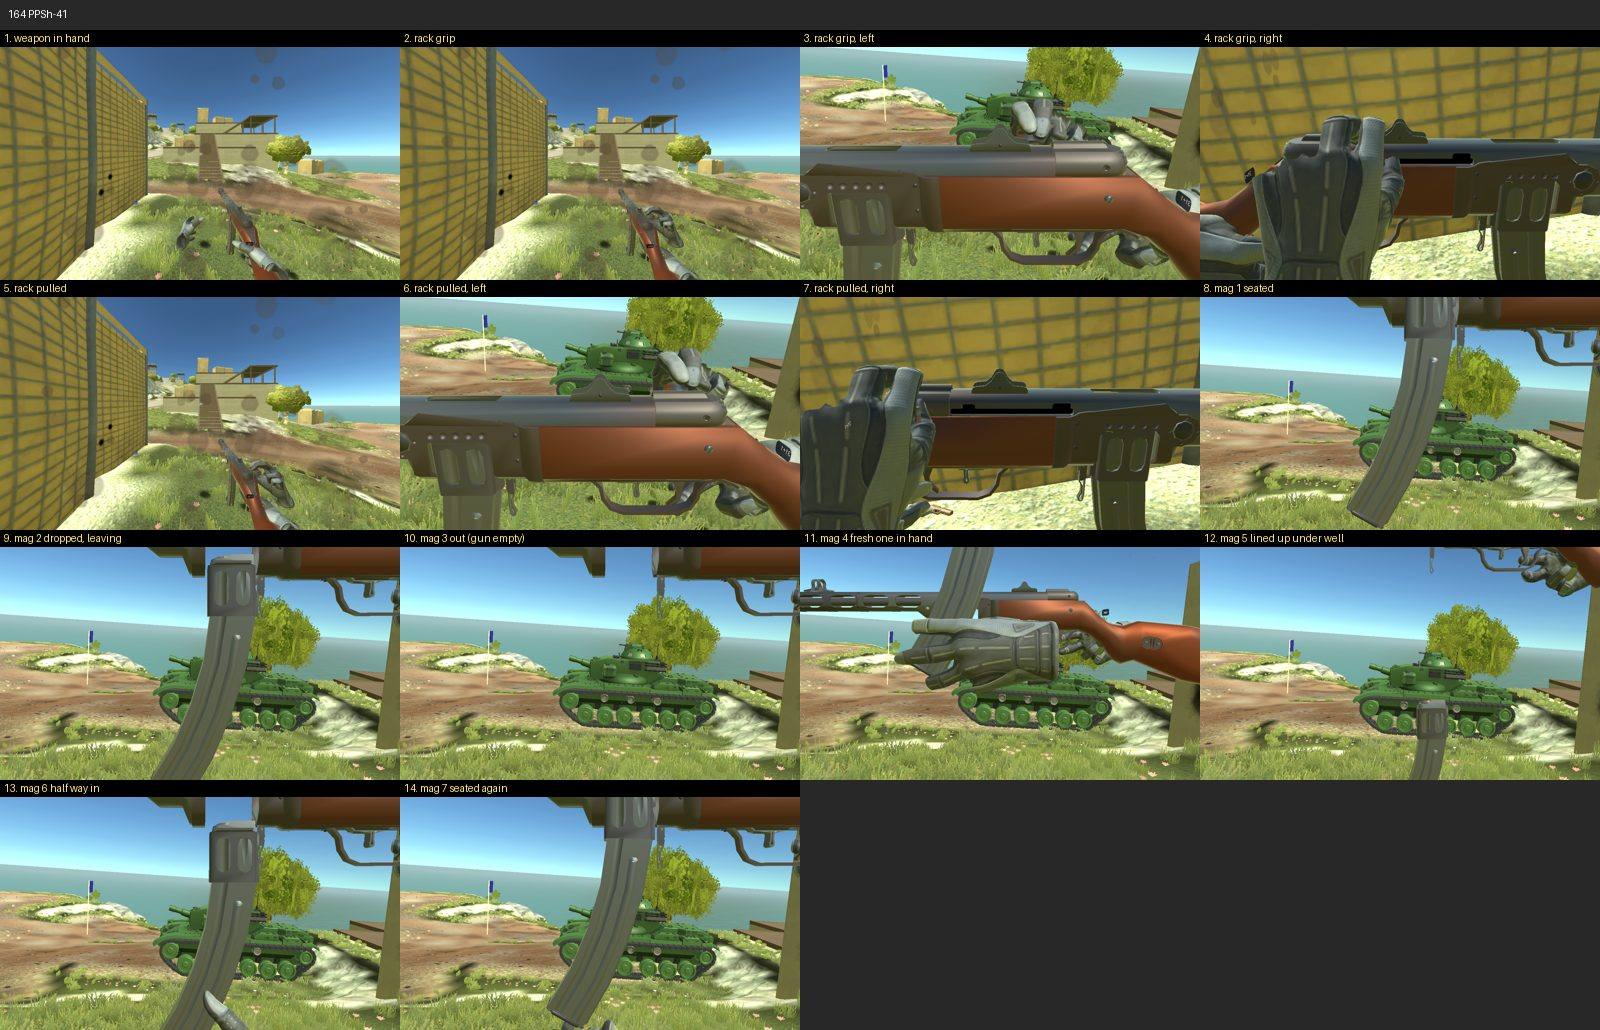 164 PPSh-41
1. weapon in hand
2. rack grip
3. rack grip, left
4. rack grip, right
5. rack pulled
6. rack pulled, left
7. rack pulled, right
8. mag 1 seated
9. mag 2 dropped, leaving
10. mag 3 out (gun empty)
11. mag 4 fresh one in hand
12. mag 5 lined up under well
13. mag 6 half way in
14. mag 7 seated again